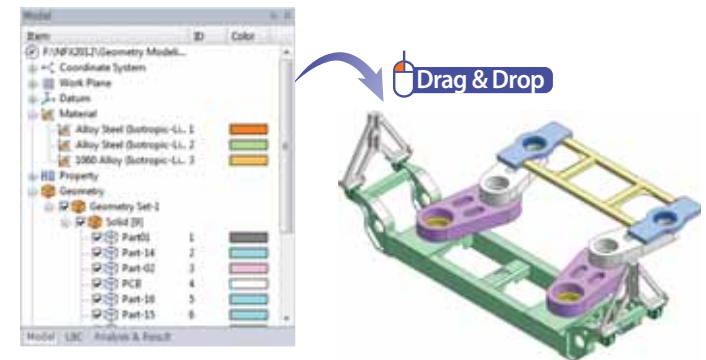 Model
Item ID Color
F:\NFX2012\Geometry Modeli...
Coordinate System
Work Plane
Datum
Material
Alloy Steel (Isotropic-Li... 1
Alloy Steel (Isotropic-Li... 2
1060 Alloy (Isotropic-Li... 3
Property
Geometry
Geometry Set-1
Solid [9]
Part01 1
Part-14 2
Part-02 3
PCB 4
Part-16 5
Part-15 6
Model LBC Analysis & Result
Drag & Drop